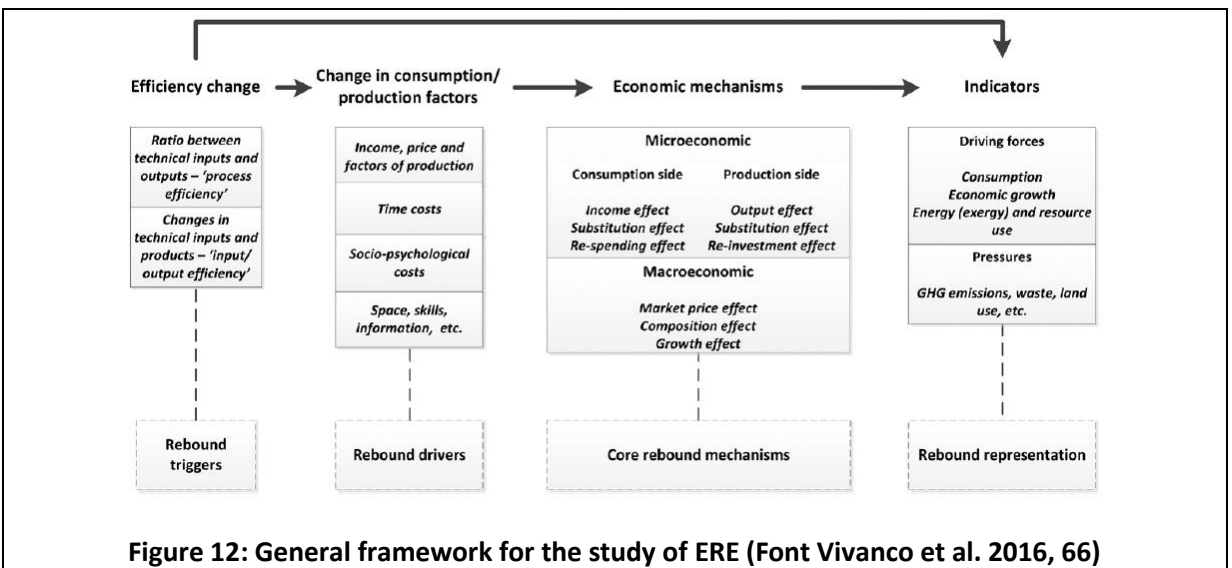 Efficiency change
Change in consumption/
production factors
Economic mechanisms
Indicators
Ratio between
technical inputs and
outputs – ‘process
efficiency’
Changes in
technical inputs and
products – ‘input/
output efficiency’
Income, price and
factors of production
Time costs
Socio-psychological
costs
Space, skills,
information, etc.
Microeconomic
Consumption side
Income effect
Substitution effect
Re-spending effect
Production side
Output effect
Substitution effect
Re-investment effect
Macroeconomic
Market price effect
Composition effect
Growth effect
Driving forces
Consumption
Economic growth
Energy (exergy) and resource
use
Pressures
GHG emissions, waste, land
use, etc.
Rebound
triggers
Rebound drivers
Core rebound mechanisms
Rebound representation
Figure 12: General framework for the study of ERE (Font Vivanco et al. 2016, 66)